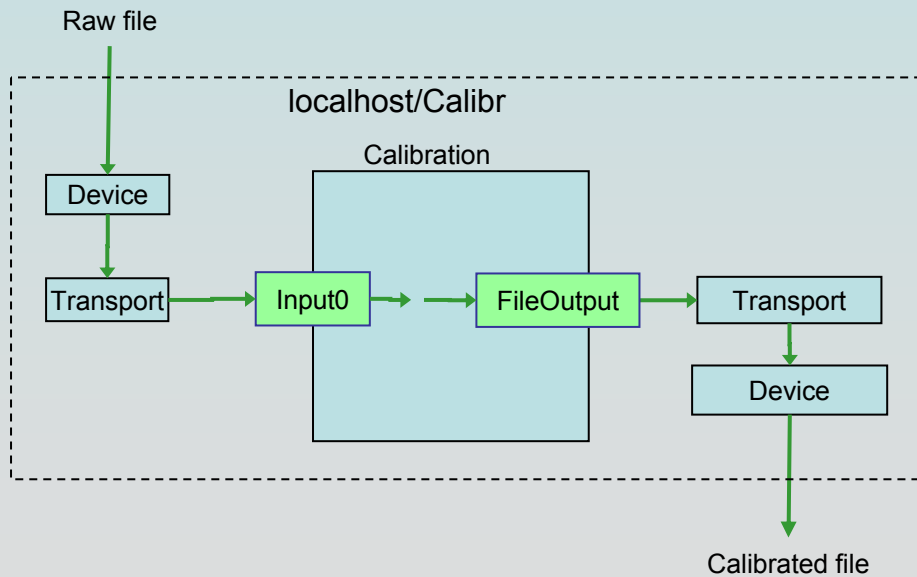 Raw file
localhost/Calibr
Calibration
Device
Transport
Input0
FileOutput
Transport
Device
Calibrated file